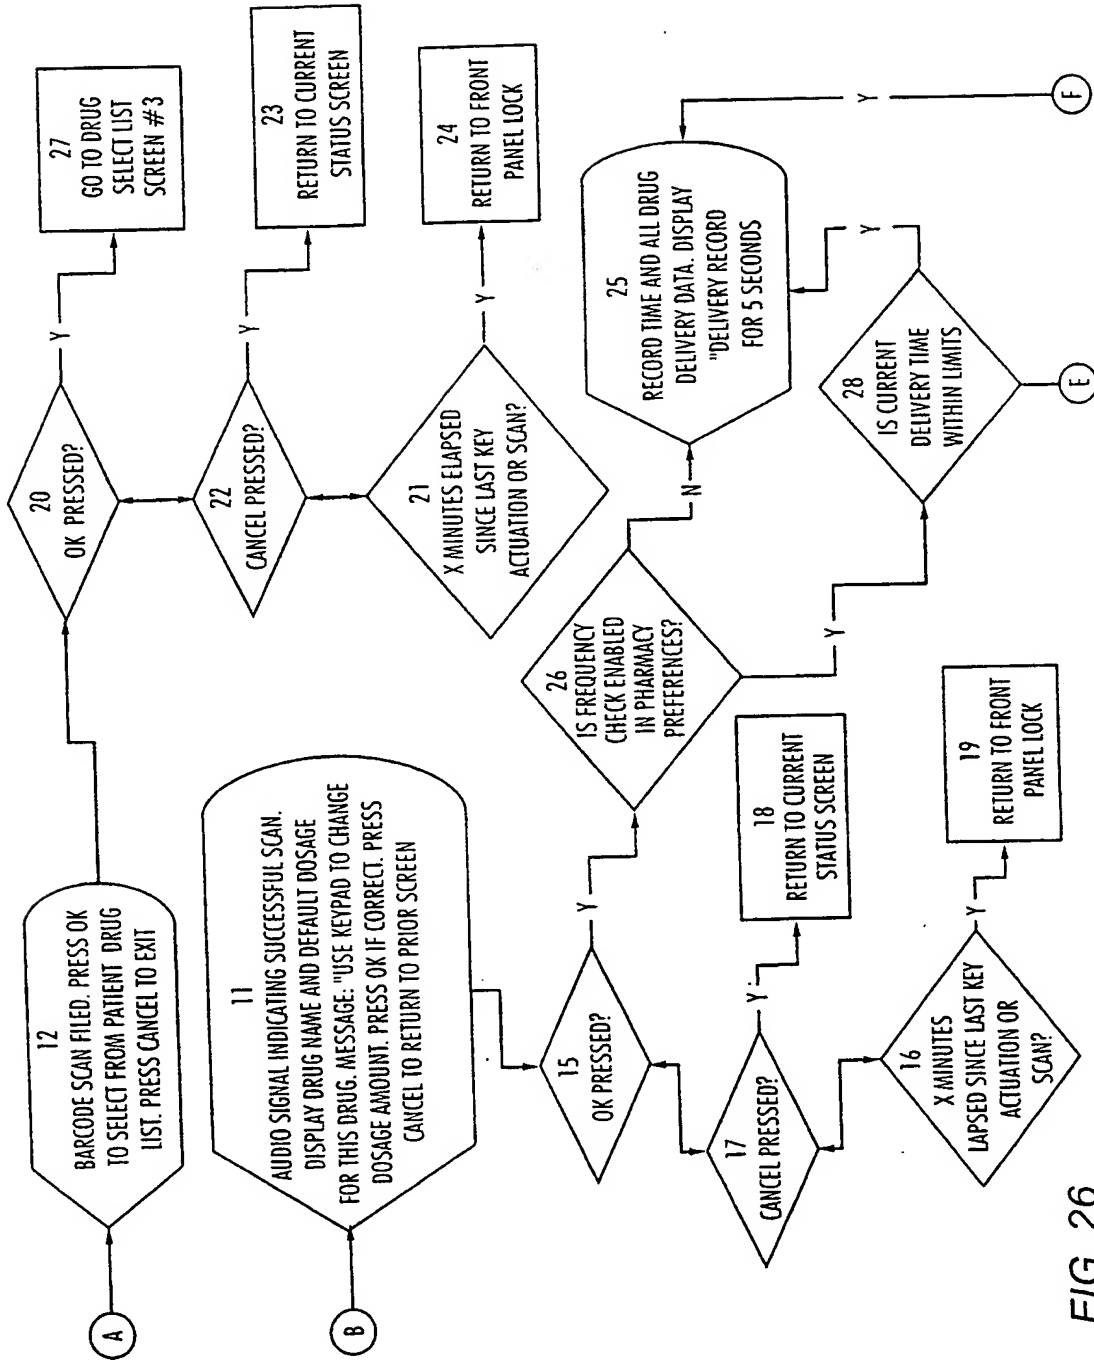 A
12
BARCODE SCAN FILED. PRESS OK
TO SELECT FROM PATIENT DRUG
LIST. PRESS CANCEL TO EXIT
20
OK PRESSED?
Y
27
GO TO DRUG
SELECT LIST
SCREEN #3
22
CANCEL PRESSED?
Y
23
RETURN TO CURRENT
STATUS SCREEN
21
X MINUTES ELAPSED
SINCE LAST KEY
ACTUATION OR SCAN?
Y
24
RETURN TO FRONT
PANEL LOCK
B
11
AUDIO SIGNAL INDICATING SUCCESSFUL SCAN.
DISPLAY DRUG NAME AND DEFAULT DOSAGE
FOR THIS DRUG. MESSAGE: "USE KEYPAD TO CHANGE
DOSAGE AMOUNT. PRESS OK IF CORRECT. PRESS
CANCEL TO RETURN TO PRIOR SCREEN
15
OK PRESSED?
Y
26
IS FREQUENCY
CHECK ENABLED
IN PHARMACY
PREFERENCES?
N
Y
25
RECORD TIME AND ALL DRUG
DELIVERY DATA. DISPLAY
"DELIVERY RECORD
FOR 5 SECONDS
Y
F
28
IS CURRENT
DELIVERY TIME
WITHIN LIMITS
Y
E
17
CANCEL PRESSED?
Y
18
RETURN TO CURRENT
STATUS SCREEN
16
X MINUTES
LAPSED SINCE LAST KEY
ACTUATION OR
SCAN?
Y
19
RETURN TO FRONT
PANEL LOCK
FIG. 26